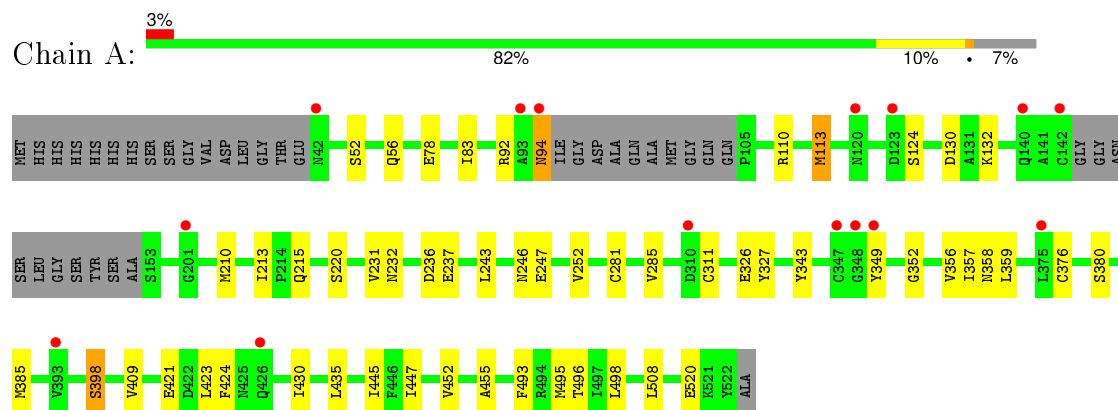 3%
Chain A:
82% 10% • 7%
MET HIS HIS HIS HIS HIS HIS SER SER GLY VAL ASP LEU GLY THR GLU N42 S52 Q56 E78 I83 R92 A93 N94 ILE GLY ASP ALA GLN ALA MET GLY GLN GLN P105 R110 M113 N120 D123 S124 D130 A131 K132 Q140 A141 C142 GLY GLY ASN
SER LEU GLY SER TYR SER ALA S153 G201 M210 I213 P214 Q215 S220 V231 N232 D236 E237 L243 N246 E247 V252 C281 V285 D310 C311 E326 Y327 Y343 C347 G348 Y349 G352 V356 I357 N358 L359 L375 C376 S380
M385 V393 S398 V409 E421 D422 L423 F424 N425 Q426 I430 L435 I445 F446 I447 V452 A455 F493 R494 M495 T496 I497 L498 L508 E520 K521 Y522 ALA